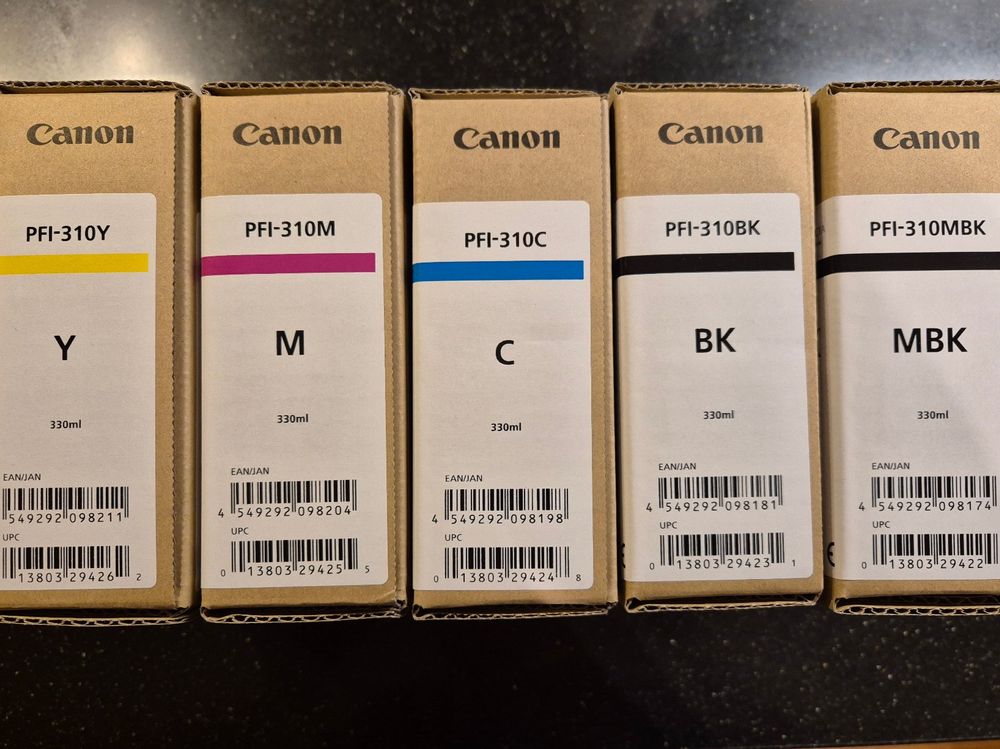 Canon
PFI-310Y
Y
330ml
EAN/JAN
549292 098211
UPC
13803 29426 2
Canon
PFI-310M
M
330ml
EAN/JAN
4 549292 098204
UPC
0 13803 29425 5
Canon
PFI-310C
C
330ml
EAN/JAN
4 549292 098198
UPC
0 13803 29424 8
Canon
PFI-310BK
BK
330ml
EAN/JAN
4 549292 098181
UPC
0 13803 29423 1
Canon
PFI-310MBK
MBK
330ml
EAN/JAN
4 549292 098174
UPC
0 13803 29422